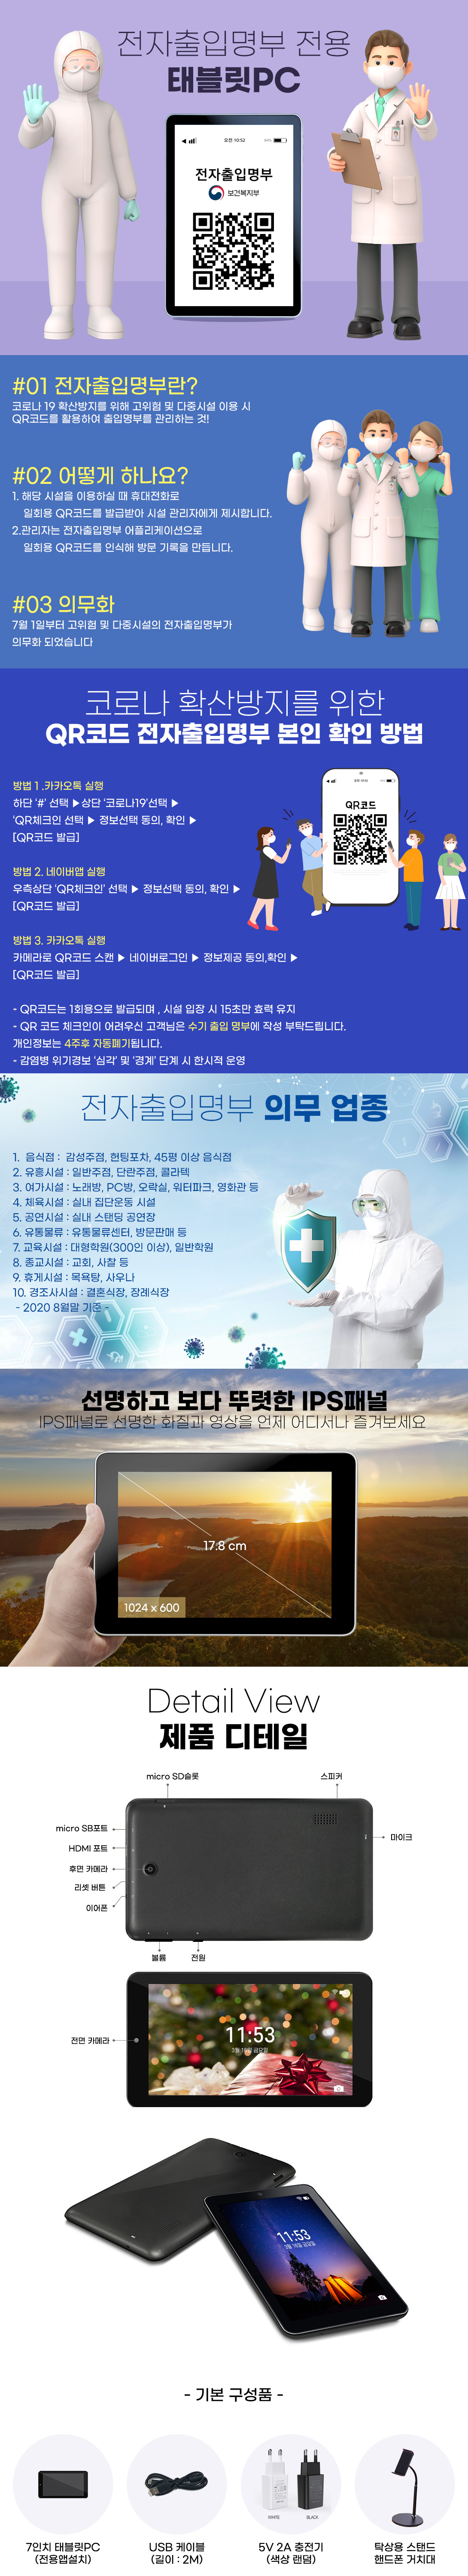 전자출입명부 전용
태블릿PC
오전 10:52
전자출입명부
보건복지부
#01 전자출입명부란?
코로나 19 확산방지를 위해 고위험 및 다중시설 이용 시
QR코드를 활용하여 출입명부를 관리하는 것!
#02 어떻게 하나요?
1. 해당 시설을 이용하실 때 휴대전화로
일회용 QR코드를 발급받아 시설 관리자에게 제시합니다.
2.관리자는 전자출입명부 어플리케이션으로
일회용 QR코드를 인식해 방문 기록을 만듭니다.
#03 의무화
7월 1일부터 고위험 및 다중시설의 전자출입명부가
의무화 되었습니다
코로나 확산방지를 위한
QR코드 전자출입명부 본인 확인 방법
방법 1 .카카오톡 실행
하단 '#' 선택 ▶상단 '코로나19'선택 ▶
'QR체크인 선택 ▶ 정보선택 동의, 확인 ▶
[QR코드 발급]
QR코드
방법 2. 네이버앱 실행
우측상단 'QR체크인' 선택 ▶ 정보선택 동의, 확인 ▶
[QR코드 발급]
방법 3. 카카오톡 실행
카메라로 QR코드 스캔 ▶ 네이버로그인 ▶ 정보제공 동의,확인 ▶
[QR코드 발급]
- QR코드는 1회용으로 발급되며 , 시설 입장 시 15초만 효력 유지
- QR 코드 체크인이 어려우신 고객님은 수기 출입 명부에 작성 부탁드립니다.
개인정보는 4주후 자동폐기됩니다.
- 감염병 위기경보 '심각' 및 '경계' 단계 시 한시적 운영
전자출입명부 의무 업종
1. 음식점 : 감성주점, 헌팅포차, 45평 이상 음식점
2. 유흥시설 : 일반주점, 단란주점, 콜라텍
3. 여가시설 : 노래방, PC방, 오락실, 워터파크, 영화관 등
4. 체육시설 : 실내 집단운동 시설
5. 공연시설 : 실내 스탠딩 공연장
6. 유통물류 : 유통물류센터, 방문판매 등
7. 교육시설 : 대형학원(300인 이상), 일반학원
8. 종교시설 : 교회, 사찰 등
9. 휴게시설 : 목욕탕, 사우나
10. 경조사시설 : 결혼식장, 장례식장
- 2020 8월말 기준 -
선명하고 보다 뚜렷한 IPS패널
IPS패널로 선명한 화질과 영상을 언제 어디서나 즐겨보세요
17.8 cm
1024 x 600
Detail View
제품 디테일
micro SD슬롯
스피커
micro SB포트
마이크
HDMI 포트
후면 카메라
리셋 버튼
이어폰
볼륨
전원
11:53
3월 16일 금요일
전면 카메라
11:53
3월 16일 금요일
- 기본 구성품 -
WHITE
BLACK
7인치 태블릿PC
(전용앱설치)
USB 케이블
(길이 : 2M)
5V 2A 충전기
(색상 랜덤)
탁상용 스탠드
핸드폰 거치대